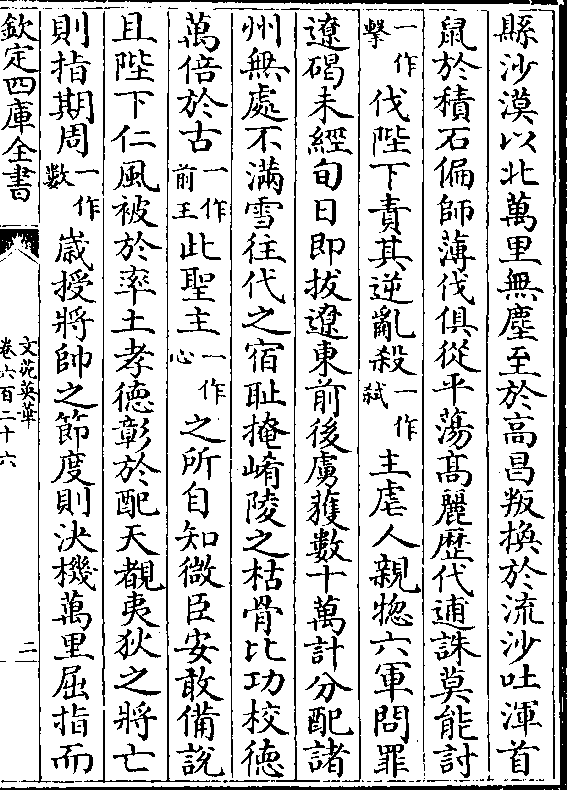 縣沙漠以北萬里無塵至於高昌叛換於流沙吐渾首
鼠於積石偏師薄伐俱從平蕩髙麗歴代逋誅莫能討
一作擊伐陛下責其逆亂殺一作弑主虐人親惣六軍問罪
遼碣未經旬日即拔遼東前後虜獲數十萬計分配諸
州無處不滿雪往代之宿耻掩崤陵之枯骨比功校德
萬倍於古一作前王此聖主一作心之所自知微臣安敢備說
且陛下仁風被於率土孝德彰於配天覩夷狄之將亡
則指期周一作數嵗授將帥之節度則決機萬里屈指而
欽定四庫全書
文苑英華
卷六百二十六
二